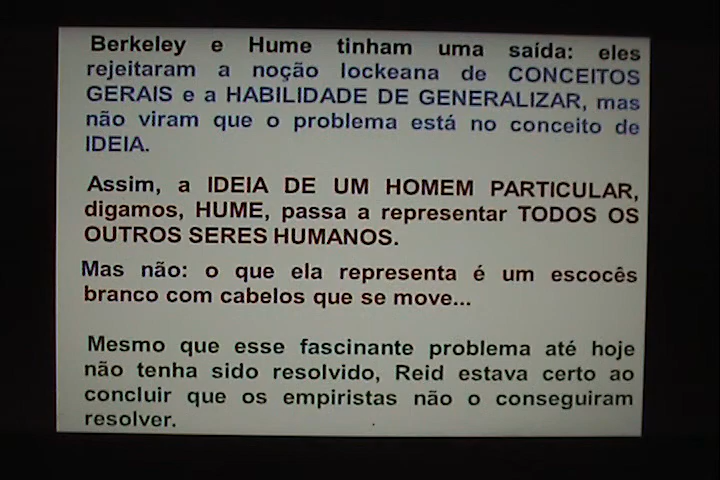 Berkeley e Hume tinham uma saída: eles
rejeitaram a noção lockeana de CONCEITOS
GERAIS e a HABILIDADE DE GENERALIZAR, mas
não viram que o problema está no conceito de
IDEIA.
Assim, a IDEIA DE UM HOMEM PARTICULAR,
digamos, HUME, passa a representar TODOS OS
OUTROS SERES HUMANOS.
Mas não: o que ela representa é um escocês
branco com cabelos que se move...
Mesmo que esse fascinante problema até hoje
não tenha sido resolvido, Reid estava certo ao
concluir que os empiristas não o conseguiram
resolver.